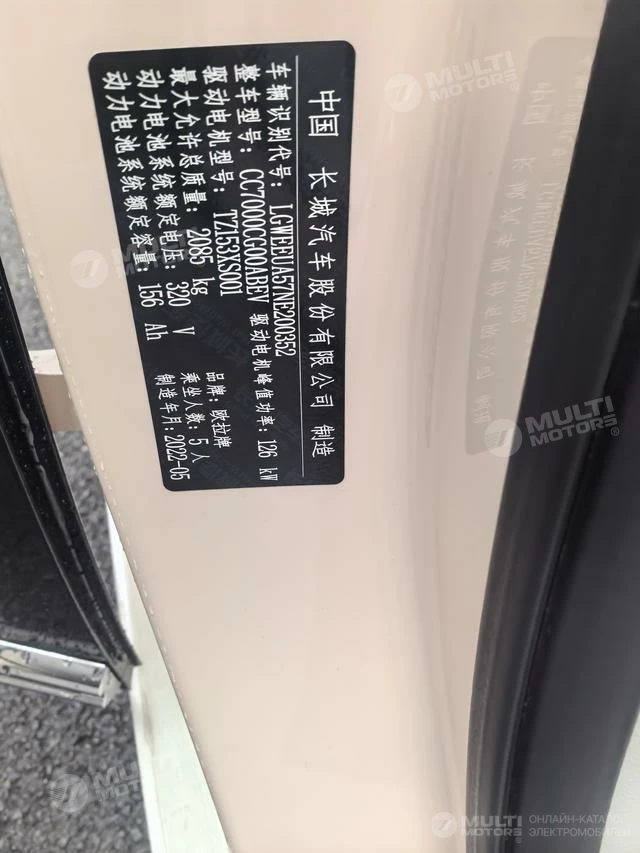 中国 长城汽车股份有限公司 制造
车辆识别代号: LGWEEUA57NE200352
整车型号: CC7000CG00ABEV 驱动电机峰值功率: 126 kW
驱动电机型号: TZ153XS001
最大允许总质量: 2085 kg 品牌: 欧拉牌
动力电池系统额定电压: 320 V 乘坐人数: 5 人
动力电池系统额定容量: 156 Ah 制造年月: 2022-05
MULTI MOTORS®
MULTI MOTORS®
MULTI MOTORS
MULTI MOTORS
MULTI MOTORS® ОНЛАЙН-КАТАЛОГ ЭЛЕКТРОМОБИЛЕЙ